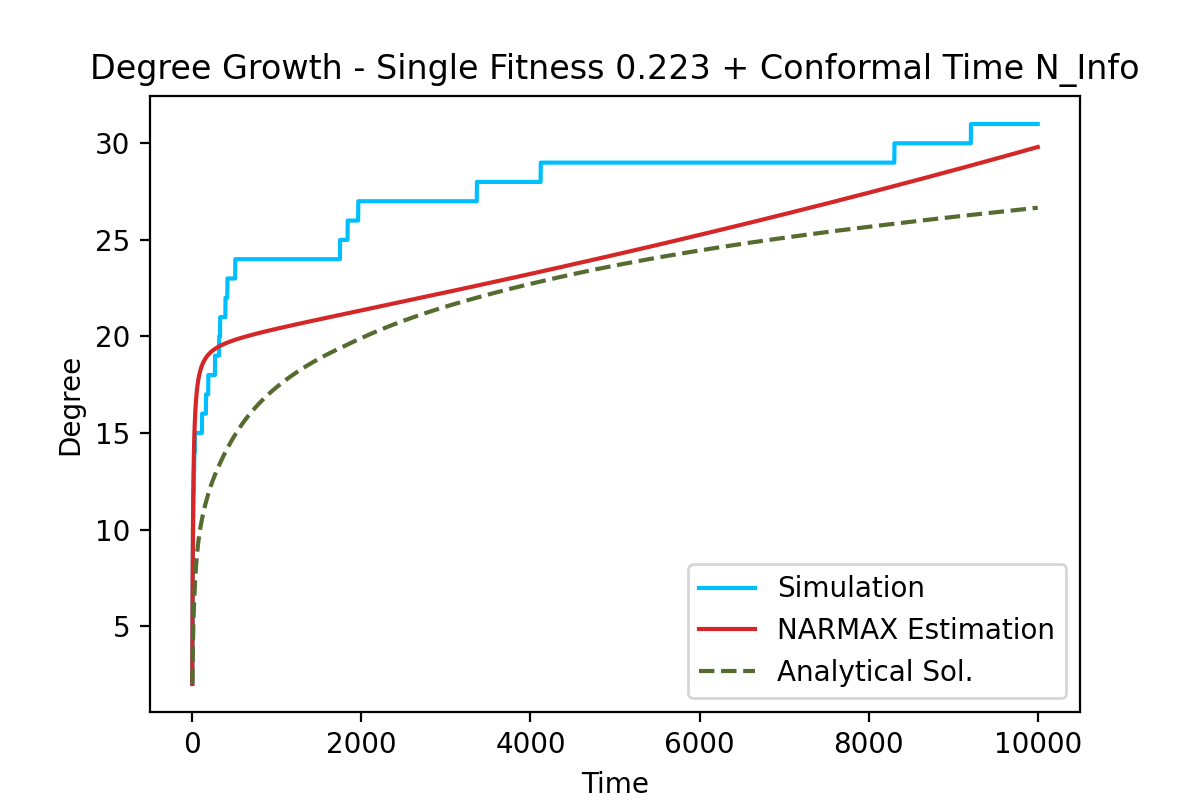 Degree Growth - Single Fitness 0.223 + Conformal Time N_Info
30
25
20
15
10
5
Degree
Simulation
NARMAX Estimation
Analytical Sol.
0 2000 4000 6000 8000 10000
Time